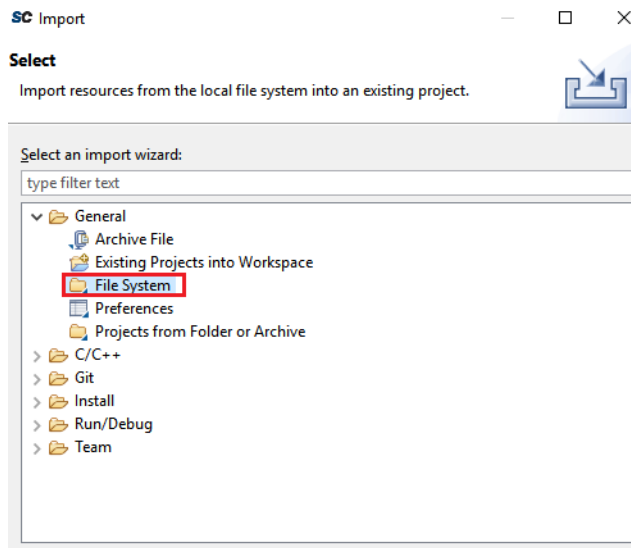 SC Import
Select
Import resources from the local file system into an existing project.
Select an import wizard:
type filter text
General
Archive File
Existing Projects into Workspace
File System
Preferences
Projects from Folder or Archive
C/C++
Git
Install
Run/Debug
Team